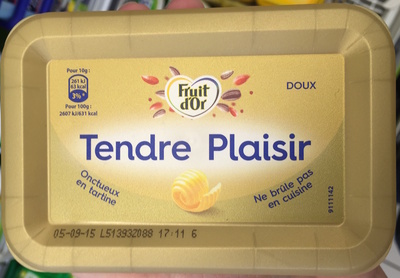 Pour 10g :
261 kJ
63 kcal
3%*
Pour 100g :
2607 kJ/631 kcal
Fruit
d'Or
DOUX
Tendre Plaisir
Onctueux
en tartine
Ne brûle pas
en cuisine
9111142
05-09-15 L51393Z088 17:11 6